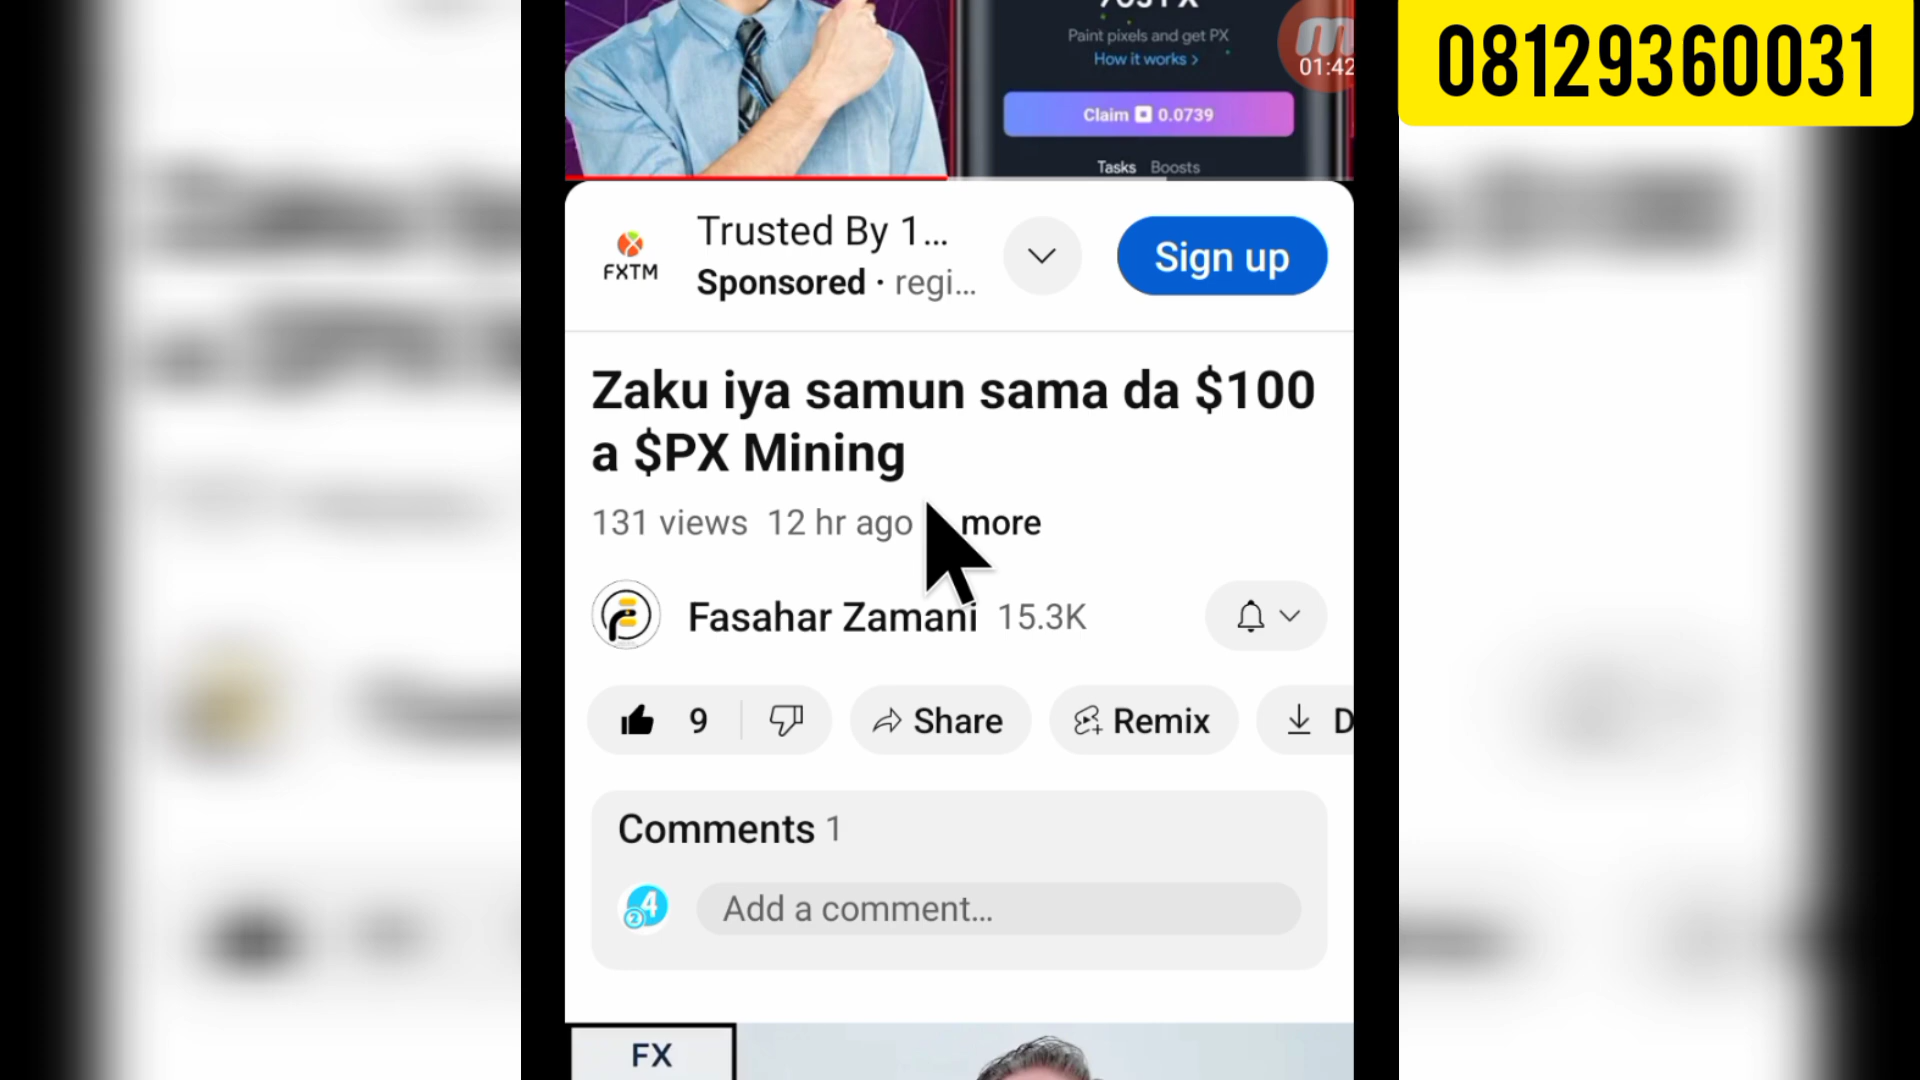 08129360031
Paint pixels and get PX
01:42
How it works >
Claim 0.0739
Tasks Boosts
FXTM
Trusted By 1...
Sponsored · regi...
Sign up
Zaku iya samun sama da $100
a $PX Mining
131 views 12 hr ago more
Fasahar Zamani 15.3K
9 Share Remix D
Comments 1
Add a comment...
FX